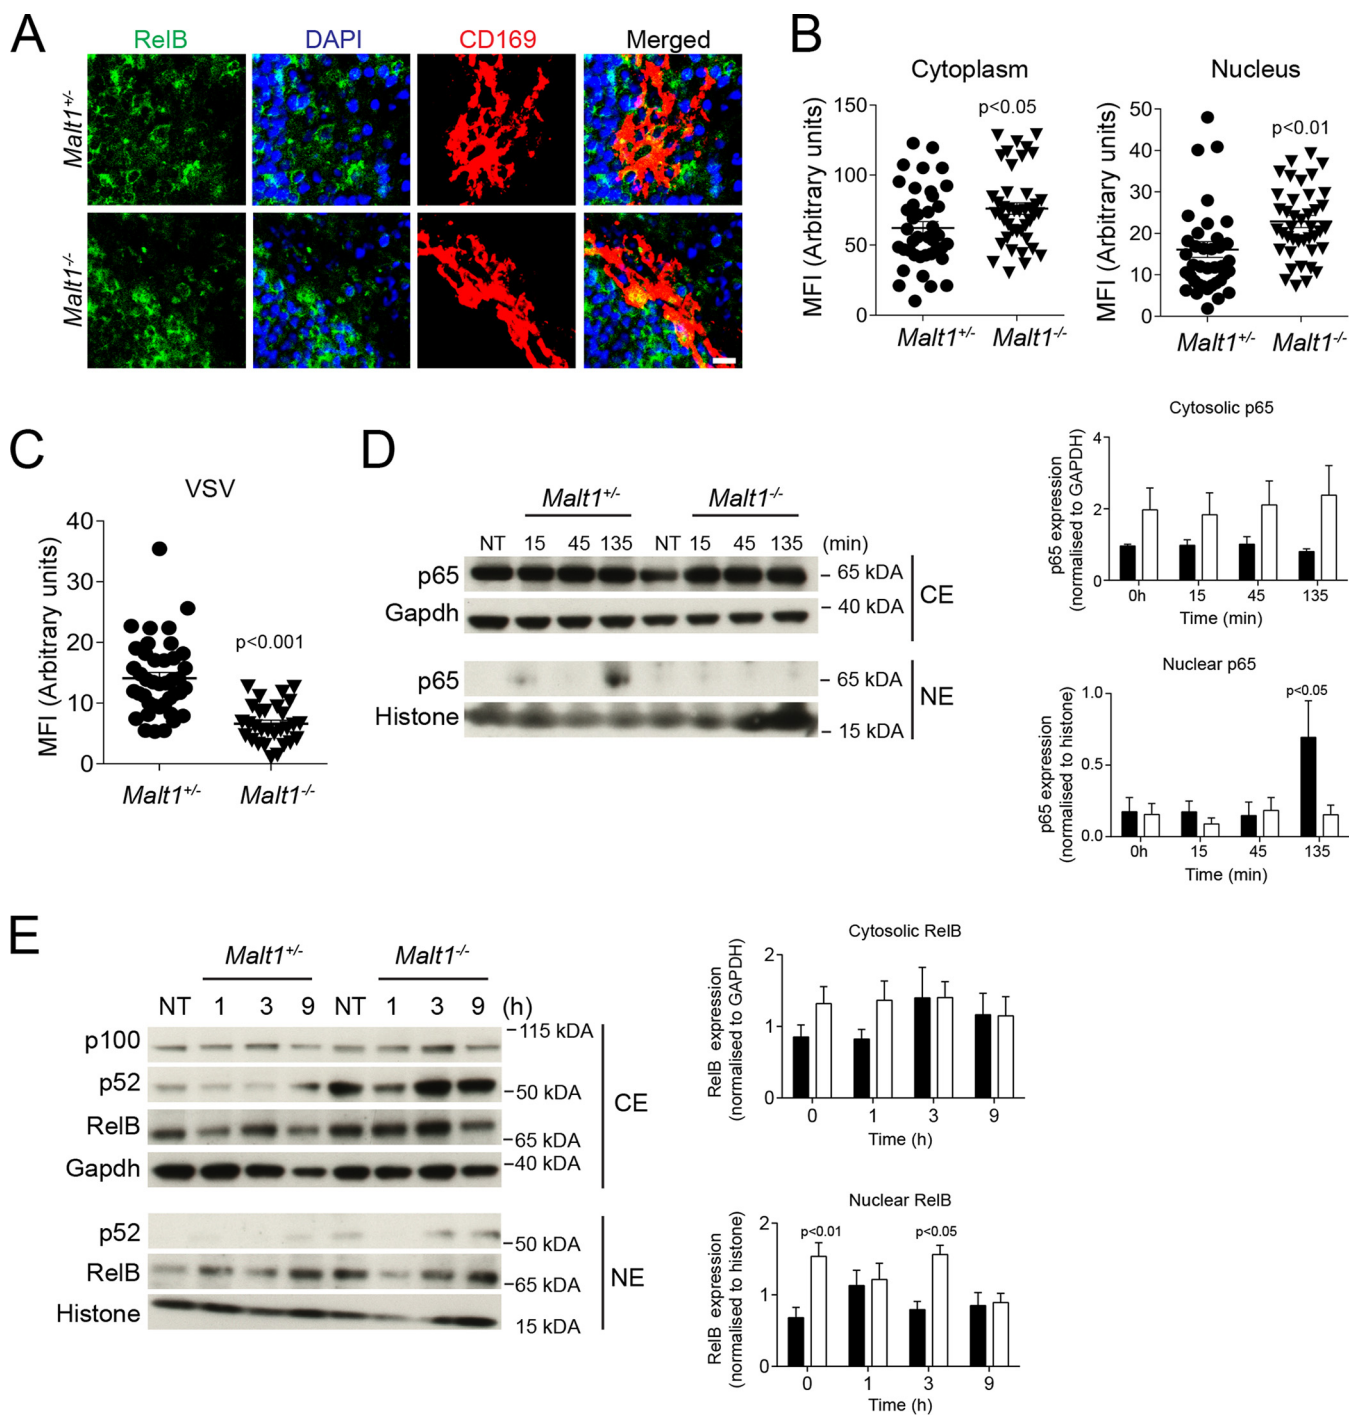 A
RelB
DAPI
CD169
Merged
Malt1+/-
Malt1-/-
B
Cytoplasm
MFI (Arbitrary units)
150
100
50
0
p<0.05
Malt1+/-
Malt1-/-
Nucleus
MFI (Arbitrary units)
50
40
30
20
10
0
p<0.01
Malt1+/-
Malt1-/-
C
VSV
MFI (Arbitrary units)
40
30
20
10
0
p<0.001
Malt1+/-
Malt1-/-
D
Malt1+/-
Malt1-/-
NT 15 45 135 NT 15 45 135 (min)
p65
– 65 kDA
Gapdh
– 40 kDA
CE
p65
– 65 kDA
Histone
– 15 kDA
NE
Cytosolic p65
p65 expression
(normalised to GAPDH)
4
2
0
0h 15 45 135
Time (min)
Nuclear p65
p65 expression
(normalised to histone)
1.0
0.5
0.0
p<0.05
0h 15 45 135
Time (min)
E
Malt1+/-
Malt1-/-
NT 1 3 9 NT 1 3 9 (h)
p100
–115 kDA
p52
–50 kDA
RelB
–65 kDA
Gapdh
–40 kDA
CE
p52
–50 kDA
RelB
–65 kDA
Histone
15 kDA
NE
Cytosolic RelB
RelB expression
(normalised to GAPDH)
2
1
0
0 1 3 9
Time (h)
Nuclear RelB
RelB expression
(normalised to histone)
2
1
0
p<0.01
p<0.05
0 1 3 9
Time (h)